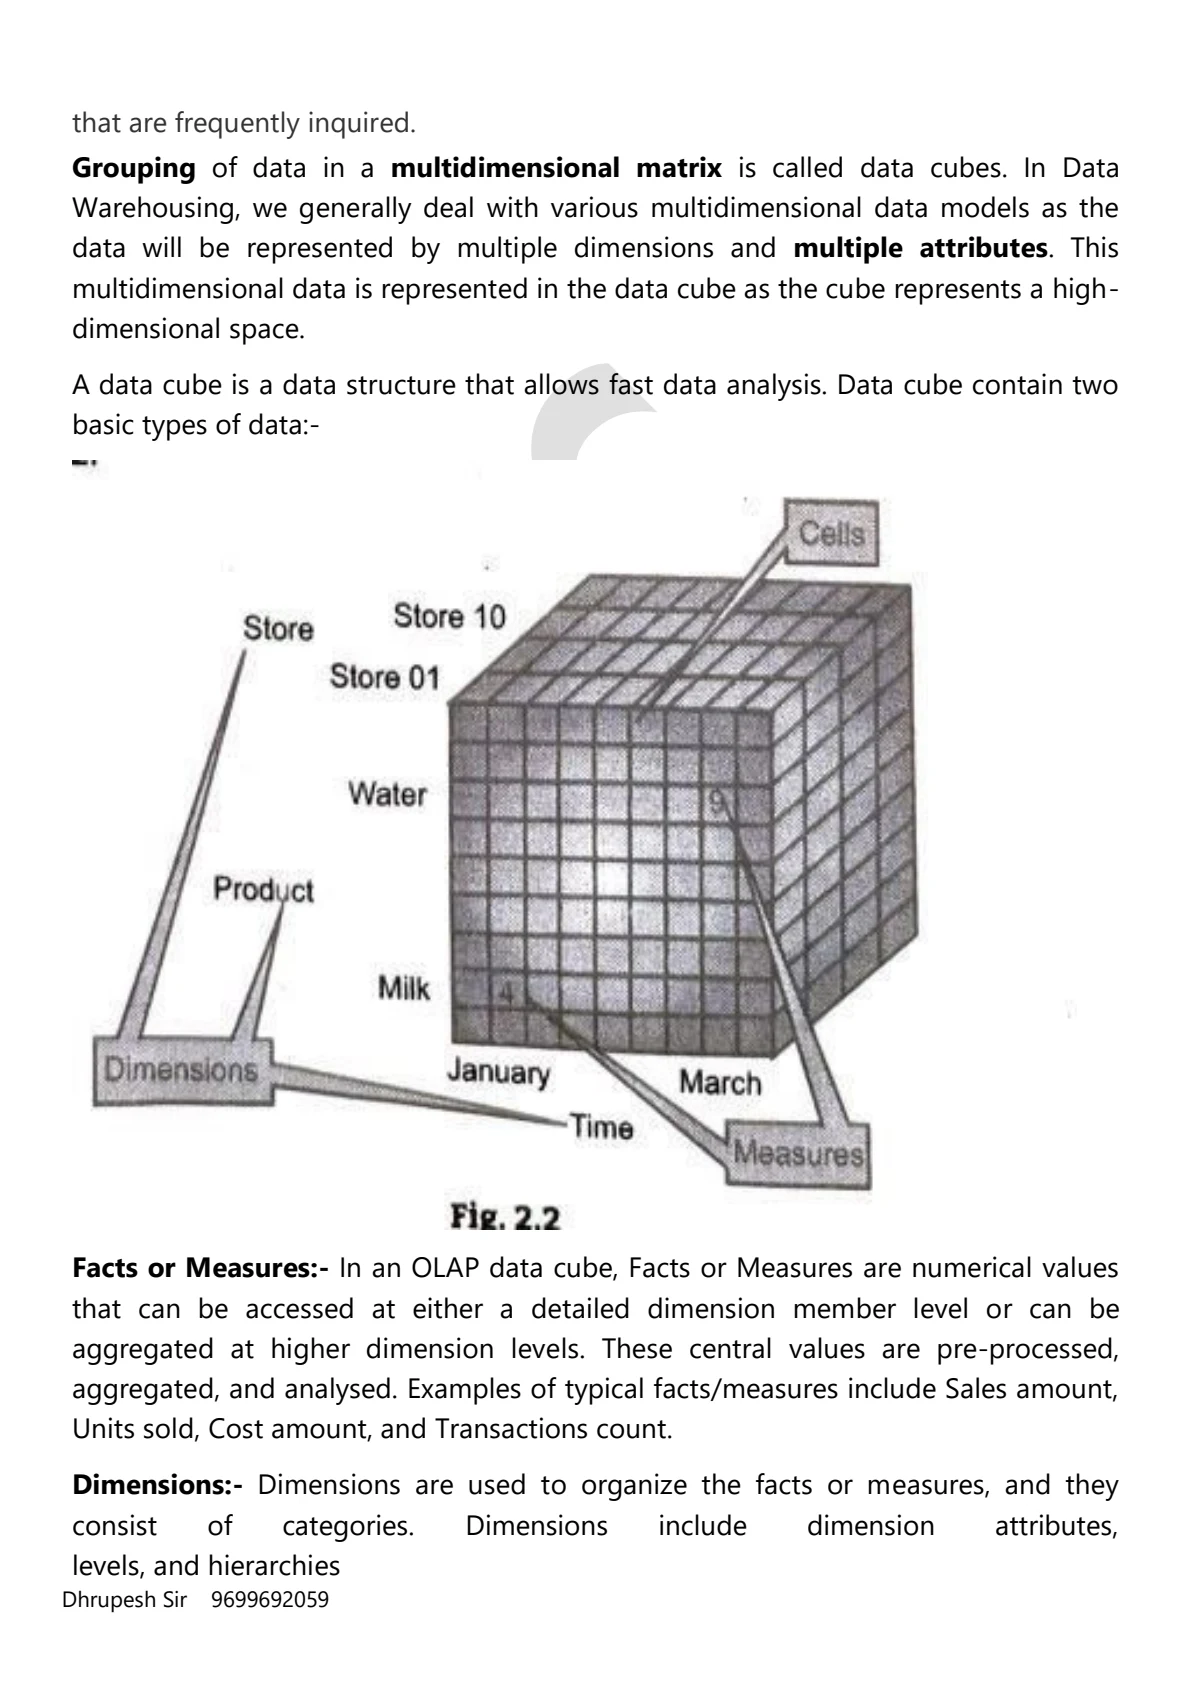 that are frequently inquired.
Grouping of data in a multidimensional matrix is called data cubes. In Data
Warehousing, we generally deal with various multidimensional data models as the
data will be represented by multiple dimensions and multiple attributes. This
multidimensional data is represented in the data cube as the cube represents a high-
dimensional space.
A data cube is a data structure that allows fast data analysis. Data cube contain two
basic types of data:-
Cells
Store 10
Store
Store 01
Water
9
Product
Milk
4
Dimensions
January
March
Time
Measures
Fig. 2.2
Facts or Measures:- In an OLAP data cube, Facts or Measures are numerical values
that can be accessed at either a detailed dimension member level or can be
aggregated at higher dimension levels. These central values are pre-processed,
aggregated, and analysed. Examples of typical facts/measures include Sales amount,
Units sold, Cost amount, and Transactions count.
Dimensions:- Dimensions are used to organize the facts or measures, and they
consist of categories. Dimensions include dimension attributes,
levels, and hierarchies
Dhrupesh Sir 9699692059